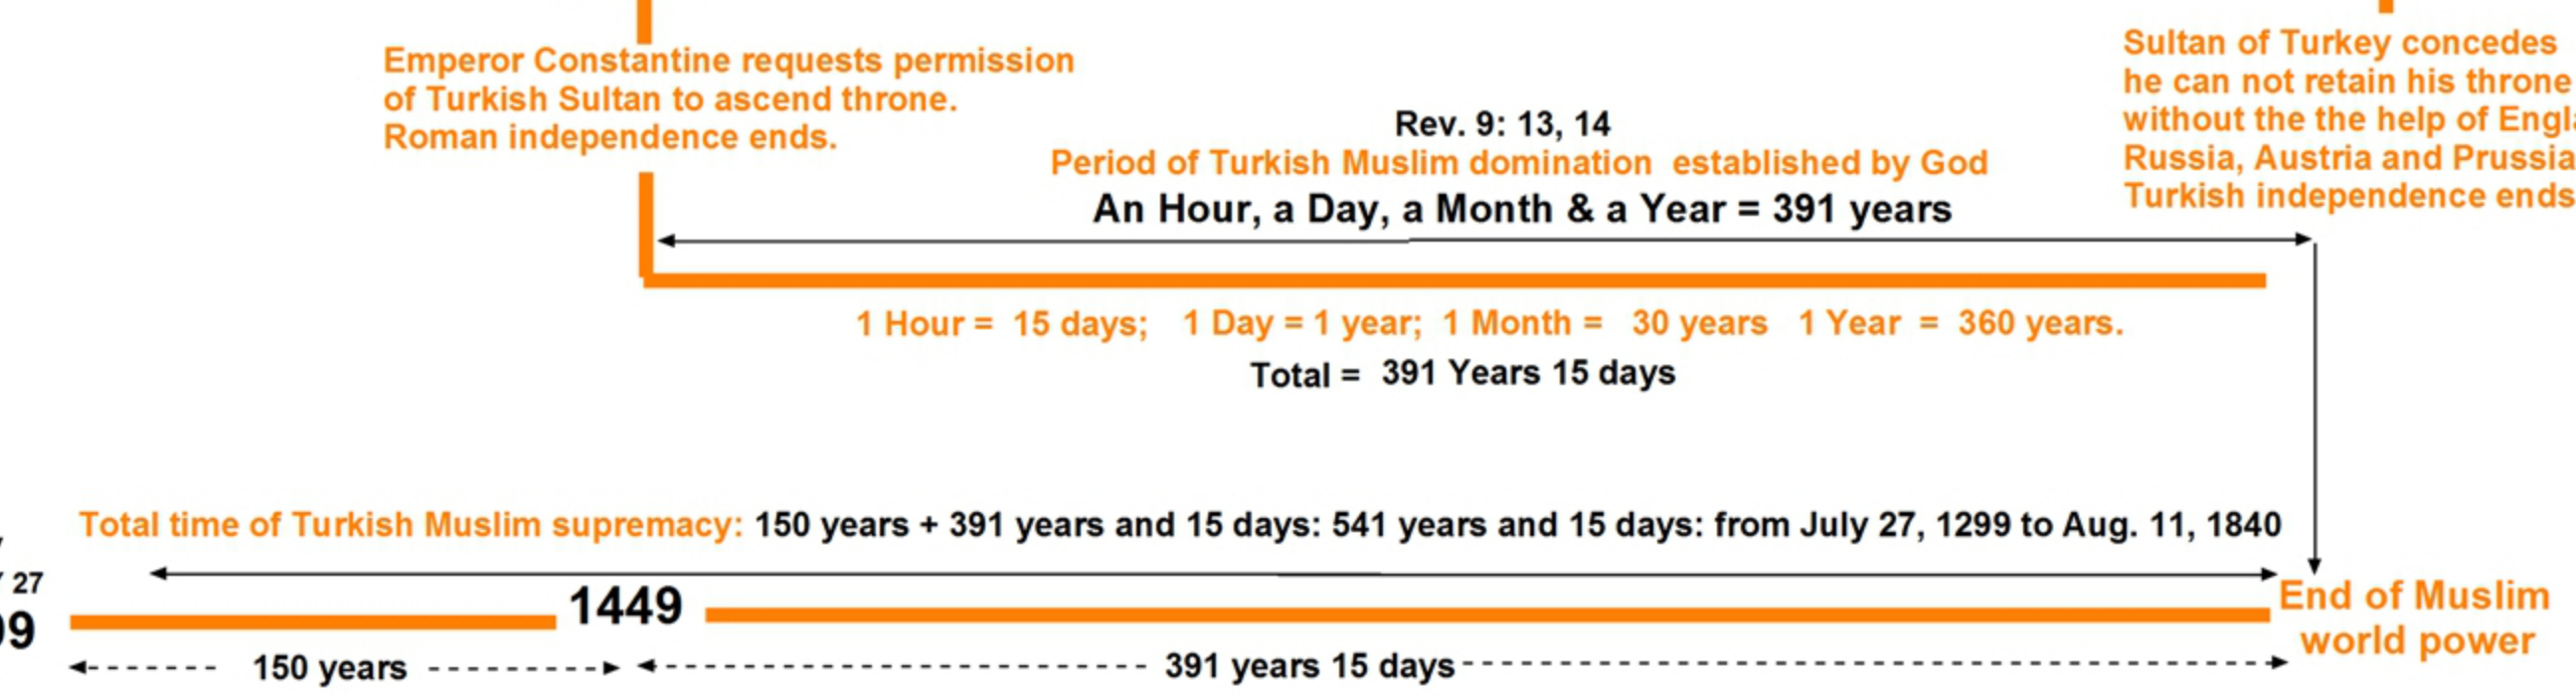 Emperor Constantine requests permission
of Turkish Sultan to ascend throne.
Roman independence ends.
Sultan of Turkey concedes
he can not retain his throne
without the the help of
Russia, Austria and Prussia
Turkish independence ends
Rev. 9: 13, 14
Period of Turkish Muslim domination established by God
An Hour, a Day, a Month & a Year = 391 years
1 Hour = 15 days; 1 Day = 1 year; 1 Month = 30 years 1 Year = 360 years.
Total = 391 Years 15 days
Total time of Turkish Muslim supremacy: 150 years + 391 years and 15 days: 541 years and 15 days: from July 27, 1299 to Aug. 11, 1840
27
1449
End of Muslim
world power
150 years
391 years 15 days